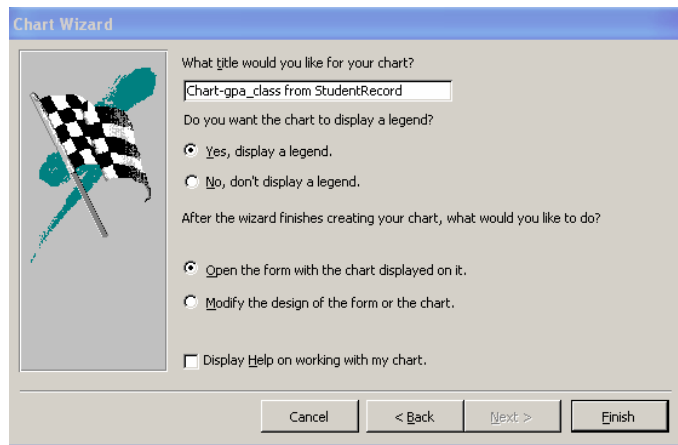 Chart Wizard
What title would you like for your chart?
Chart-gpa_class from StudentRecord
Do you want the chart to display a legend?
Yes, display a legend.
No, don't display a legend.
After the wizard finishes creating your chart, what would you like to do?
Open the form with the chart displayed on it.
Modify the design of the form or the chart.
Display Help on working with my chart.
Cancel < Back Next > Finish